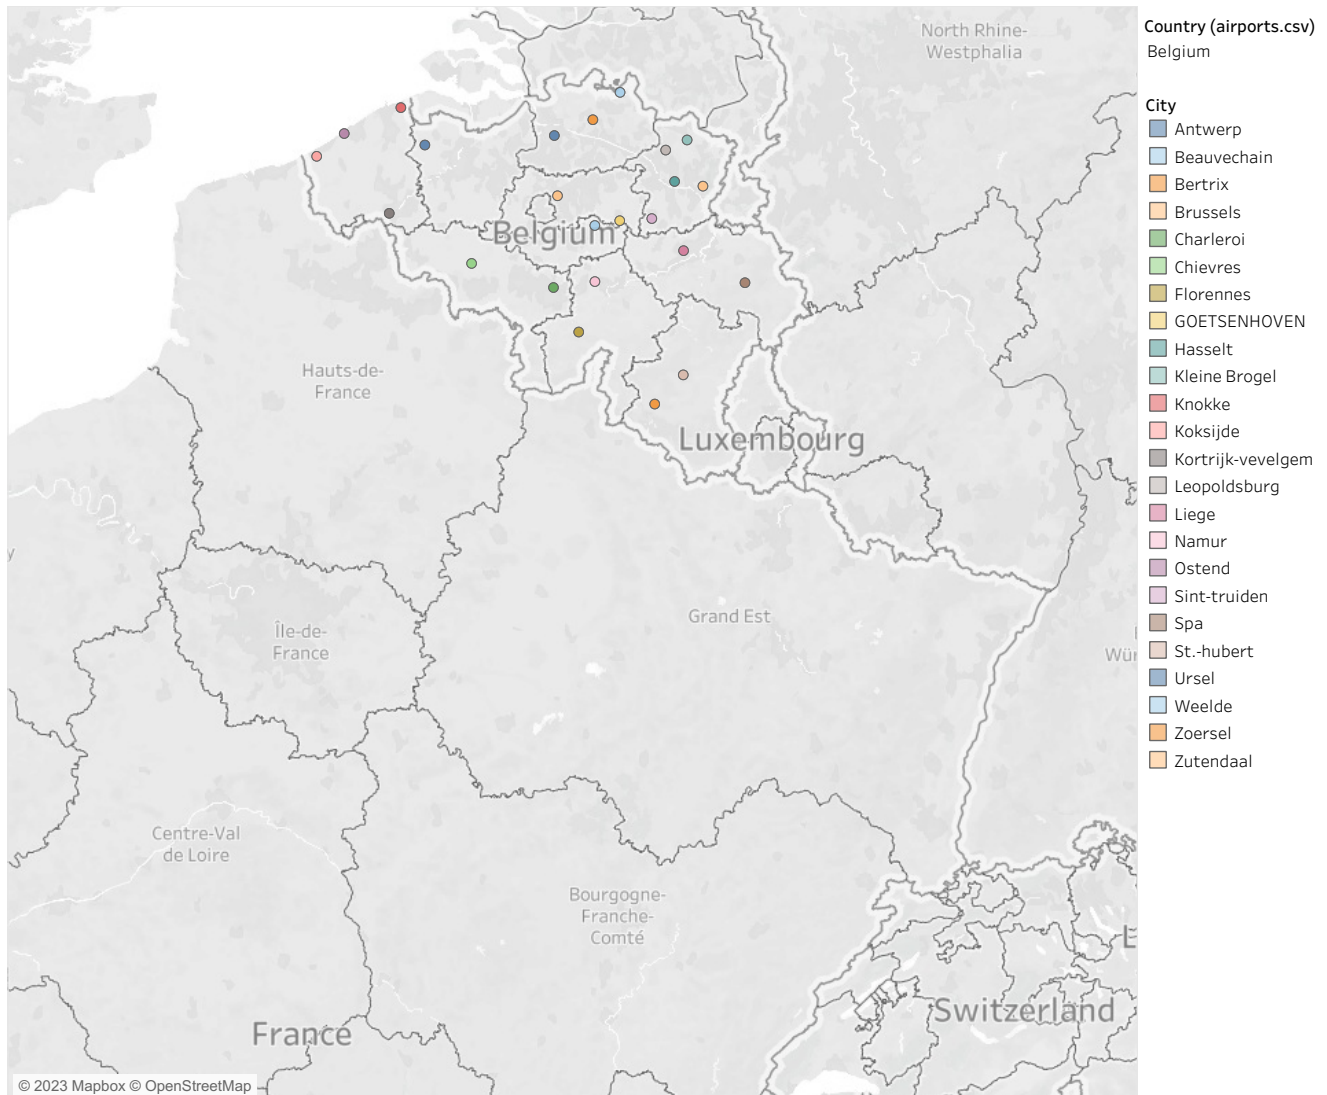 North Rhine-
Westphalia
Belgium
Hauts-de-
France
Luxembourg
Grand Est
Île-de-
France
Centre-Val
de Loire
Bourgogne-
Franche-
Comté
Switzerland
France
© 2023 Mapbox © OpenStreetMap
Country (airports.csv)
Belgium
City
Antwerp
Beauvechain
Bertrix
Brussels
Charleroi
Chievres
Florennes
GOETSENHOVEN
Hasselt
Kleine Brogel
Knokke
Koksijde
Kortrijk-vevelgem
Leopoldsburg
Liege
Namur
Ostend
Sint-truiden
Spa
St.-hubert
Ursel
Weelde
Zoersel
Zutendaal